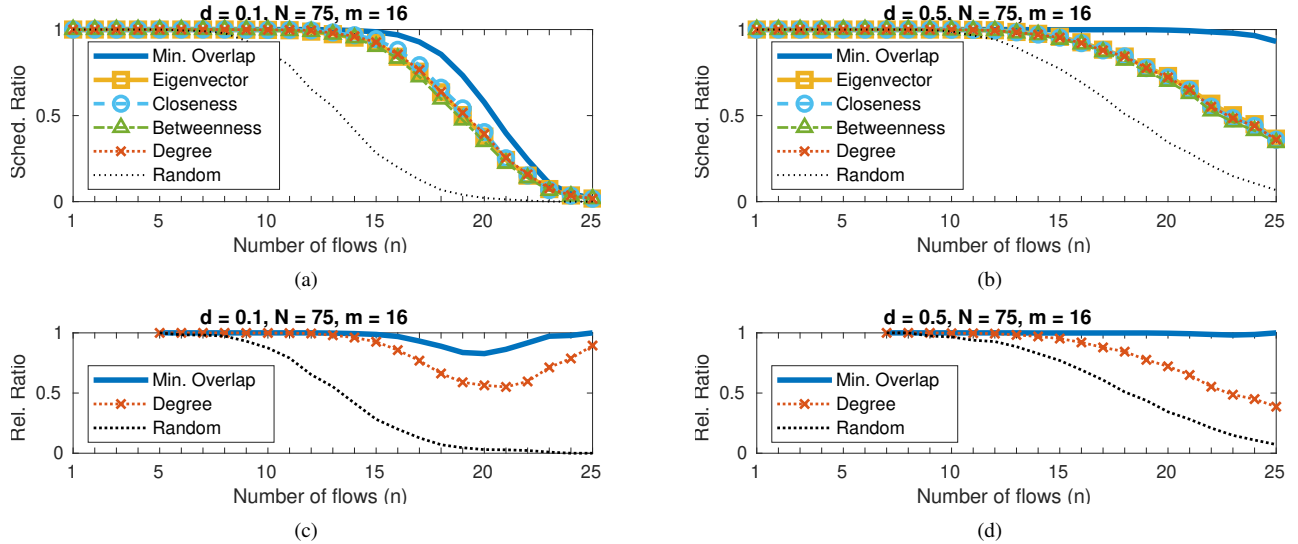 d = 0.1, N = 75, m = 16
1
0.5
0
Sched. Ratio
Min. Overlap
Eigenvector
Closeness
Betweenness
Degree
Random
1 5 10 15 20 25
Number of flows (n)
(a)
d = 0.5, N = 75, m = 16
1
0.5
0
Sched. Ratio
Min. Overlap
Eigenvector
Closeness
Betweenness
Degree
Random
1 5 10 15 20 25
Number of flows (n)
(b)
d = 0.1, N = 75, m = 16
1
0.5
0
Rel. Ratio
Min. Overlap
Degree
Random
1 5 10 15 20 25
Number of flows (n)
(c)
d = 0.5, N = 75, m = 16
1
0.5
0
Rel. Ratio
Min. Overlap
Degree
Random
1 5 10 15 20 25
Number of flows (n)
(d)